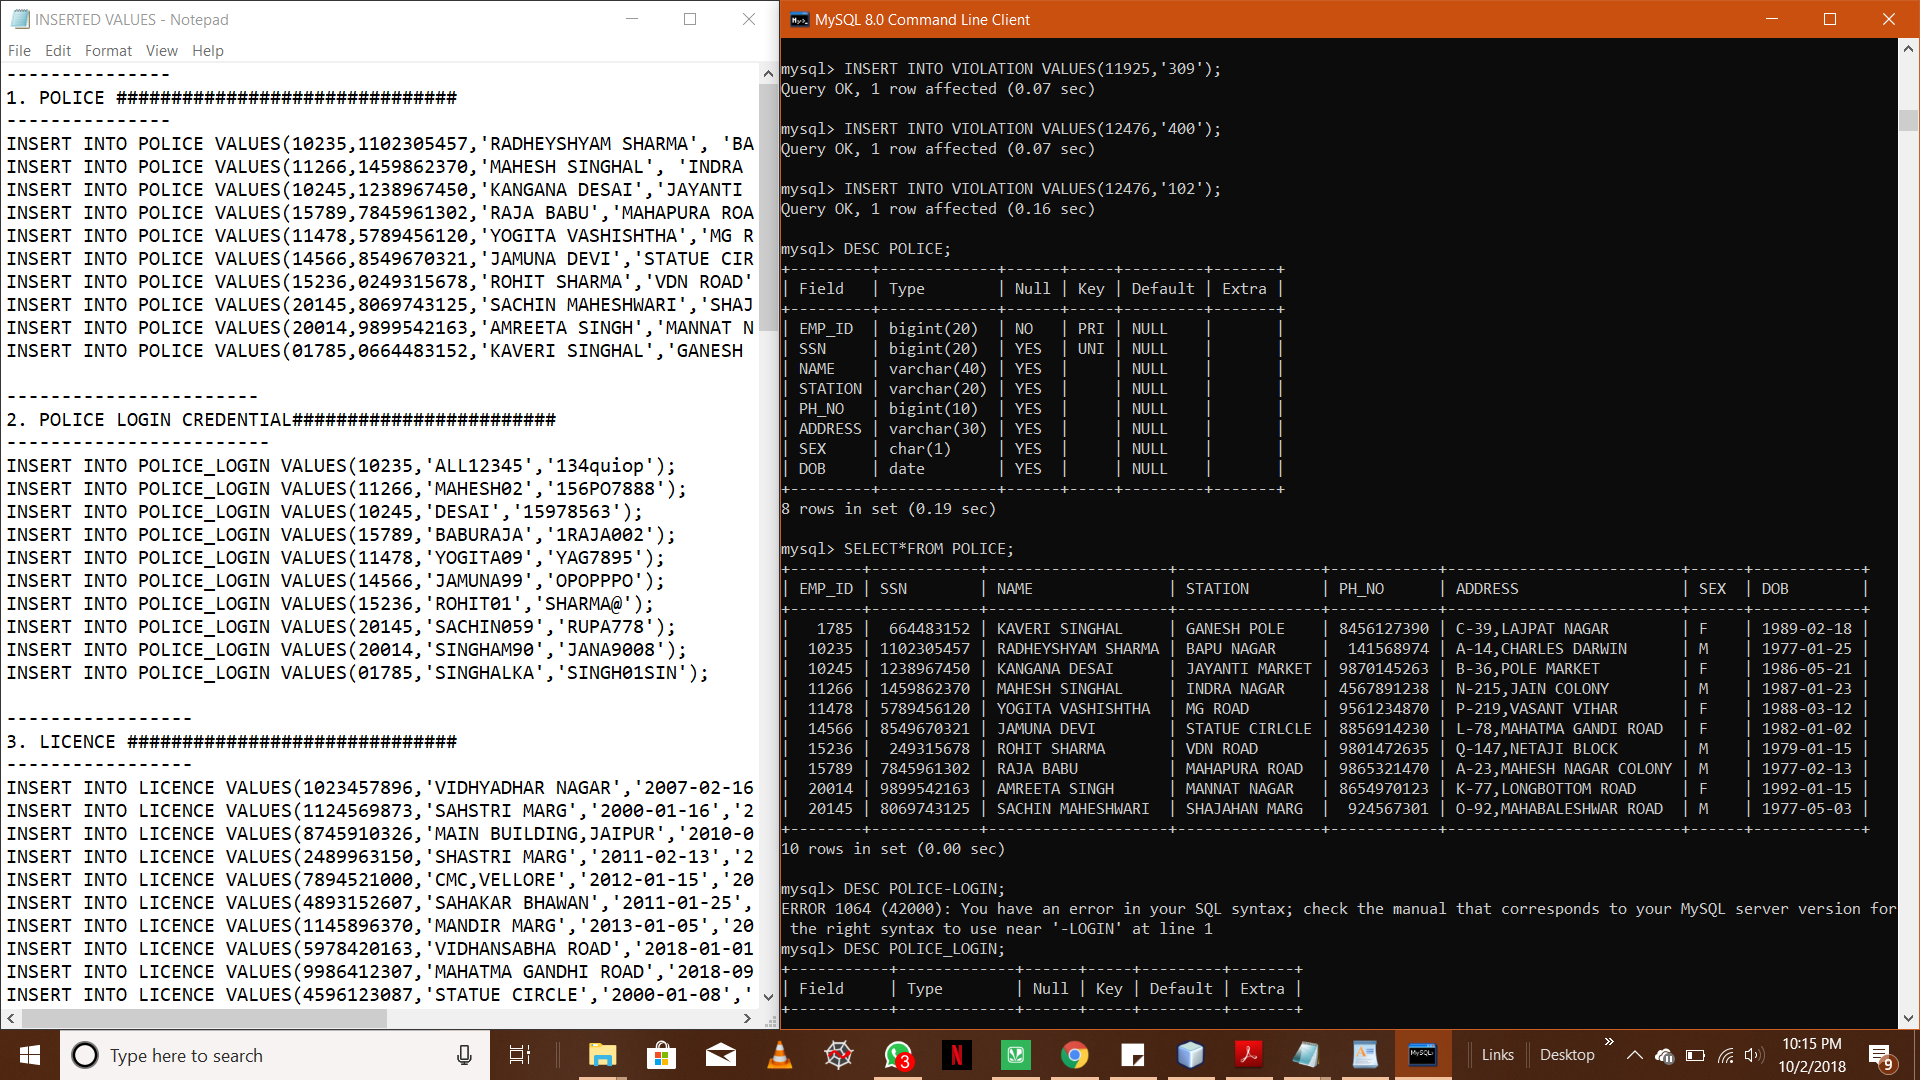 INSERTED VALUES - Notepad
File Edit Format View Help
---------------
1. POLICE ###############################
---------------
INSERT INTO POLICE VALUES(10235,1102305457,'RADHEYSHYAM SHARMA', 'BA
INSERT INTO POLICE VALUES(11266,1459862370,'MAHESH SINGHAL', 'INDRA
INSERT INTO POLICE VALUES(10245,1238967450,'KANGANA DESAI','JAYANTI
INSERT INTO POLICE VALUES(15789,7845961302,'RAJA BABU','MAHAPURA ROA
INSERT INTO POLICE VALUES(11478,5789456120,'YOGITA VASHISHTHA','MG R
INSERT INTO POLICE VALUES(14566,8549670321,'JAMUNA DEVI','STATUE CIR
INSERT INTO POLICE VALUES(15236,0249315678,'ROHIT SHARMA','VDN ROAD'
INSERT INTO POLICE VALUES(20145,8069743125,'SACHIN MAHESHWARI','SHAJ
INSERT INTO POLICE VALUES(20014,9899542163,'AMREETA SINGH','MANNAT N
INSERT INTO POLICE VALUES(01785,0664483152,'KAVERI SINGHAL','GANESH
-----------------------
2. POLICE LOGIN CREDENTIAL########################
------------------------
INSERT INTO POLICE_LOGIN VALUES(10235,'ALL12345','134quiop');
INSERT INTO POLICE_LOGIN VALUES(11266,'MAHESH02','156PO7888');
INSERT INTO POLICE_LOGIN VALUES(10245,'DESAI','15978563');
INSERT INTO POLICE_LOGIN VALUES(15789,'BABURAJA','1RAJA002');
INSERT INTO POLICE_LOGIN VALUES(11478,'YOGITA09','YAG7895');
INSERT INTO POLICE_LOGIN VALUES(14566,'JAMUNA99','OPOPPPO');
INSERT INTO POLICE_LOGIN VALUES(15236,'ROHIT01','SHARMA@');
INSERT INTO POLICE_LOGIN VALUES(20145,'SACHIN059','RUPA778');
INSERT INTO POLICE_LOGIN VALUES(20014,'SINGHAM90','JANA9008');
INSERT INTO POLICE_LOGIN VALUES(01785,'SINGHALKA','SINGH01SIN');
-----------------
3. LICENCE ##############################
-----------------
INSERT INTO LICENCE VALUES(1023457896,'VIDHYADHAR NAGAR','2007-02-16
INSERT INTO LICENCE VALUES(1124569873,'SAHSTRI MARG','2000-01-16','2
INSERT INTO LICENCE VALUES(8745910326,'MAIN BUILDING,JAIPUR','2010-0
INSERT INTO LICENCE VALUES(2489963150,'SHASTRI MARG','2011-02-13','2
INSERT INTO LICENCE VALUES(7894521000,'CMC,VELLORE','2012-01-15','20
INSERT INTO LICENCE VALUES(4893152607,'SAHAKAR BHAWAN','2011-01-25',
INSERT INTO LICENCE VALUES(1145896370,'MANDIR MARG','2013-01-05','20
INSERT INTO LICENCE VALUES(5978420163,'VIDHANSABHA ROAD','2018-01-01
INSERT INTO LICENCE VALUES(9986412307,'MAHATMA GANDHI ROAD','2018-09
INSERT INTO LICENCE VALUES(4596123087,'STATUE CIRCLE','2000-01-08','
MySQL 8.0 Command Line Client
mysql> INSERT INTO VIOLATION VALUES(11925,'309');
Query OK, 1 row affected (0.07 sec)
mysql> INSERT INTO VIOLATION VALUES(12476,'400');
Query OK, 1 row affected (0.07 sec)
mysql> INSERT INTO VIOLATION VALUES(12476,'102');
Query OK, 1 row affected (0.16 sec)
mysql> DESC POLICE;
+---------+-------------+------+-----+---------+-------+
| Field   | Type        | Null | Key | Default | Extra |
+---------+-------------+------+-----+---------+-------+
| EMP_ID  | bigint(20)  | NO   | PRI | NULL    |       |
| SSN     | bigint(20)  | YES  | UNI | NULL    |       |
| NAME    | varchar(40) | YES  |     | NULL    |       |
| STATION | varchar(20) | YES  |     | NULL    |       |
| PH_NO   | bigint(10)  | YES  |     | NULL    |       |
| ADDRESS | varchar(30) | YES  |     | NULL    |       |
| SEX     | char(1)     | YES  |     | NULL    |       |
| DOB     | date        | YES  |     | NULL    |       |
+---------+-------------+------+-----+---------+-------+
8 rows in set (0.19 sec)
mysql> SELECT*FROM POLICE;
+--------+------------+--------------------+----------------+------------+--------------------------+------+------------+
| EMP_ID | SSN        | NAME               | STATION        | PH_NO      | ADDRESS                  | SEX  | DOB        |
+--------+------------+--------------------+----------------+------------+--------------------------+------+------------+
|   1785 |  664483152 | KAVERI SINGHAL     | GANESH POLE    | 8456127390 | C-39,LAJPAT NAGAR        | F    | 1989-02-18 |
|  10235 | 1102305457 | RADHEYSHYAM SHARMA | BAPU NAGAR     |  141568974 | A-14,CHARLES DARWIN      | M    | 1977-01-25 |
|  10245 | 1238967450 | KANGANA DESAI      | JAYANTI MARKET | 9870145263 | B-36,POLE MARKET         | F    | 1986-05-21 |
|  11266 | 1459862370 | MAHESH SINGHAL     | INDRA NAGAR    | 4567891238 | N-215,JAIN COLONY        | M    | 1987-01-23 |
|  11478 | 5789456120 | YOGITA VASHISHTHA  | MG ROAD        | 9561234870 | P-219,VASANT VIHAR       | F    | 1988-03-12 |
|  14566 | 8549670321 | JAMUNA DEVI        | STATUE CIRLCLE | 8856914230 | L-78,MAHATMA GANDI ROAD  | F    | 1982-01-02 |
|  15236 |  249315678 | ROHIT SHARMA       | VDN ROAD       | 9801472635 | Q-147,NETAJI BLOCK       | M    | 1979-01-15 |
|  15789 | 7845961302 | RAJA BABU          | MAHAPURA ROAD  | 9865321470 | A-23,MAHESH NAGAR COLONY | M    | 1977-02-13 |
|  20014 | 9899542163 | AMREETA SINGH      | MANNAT NAGAR   | 8654970123 | K-77,LONGBOTTOM ROAD     | F    | 1992-01-15 |
|  20145 | 8069743125 | SACHIN MAHESHWARI  | SHAJAHAN MARG  |  924567301 | O-92,MAHABALESHWAR ROAD  | M    | 1977-05-03 |
+--------+------------+--------------------+----------------+------------+--------------------------+------+------------+
10 rows in set (0.00 sec)
mysql> DESC POLICE-LOGIN;
ERROR 1064 (42000): You have an error in your SQL syntax; check the manual that corresponds to your MySQL server version for
the right syntax to use near '-LOGIN' at line 1
mysql> DESC POLICE_LOGIN;
+-----------+-------------+------+-----+---------+-------+
| Field     | Type        | Null | Key | Default | Extra |
+-----------+-------------+------+-----+---------+-------+
Type here to search
3
N
MySQL
Links
Desktop
»
10:15 PM
10/2/2018
9